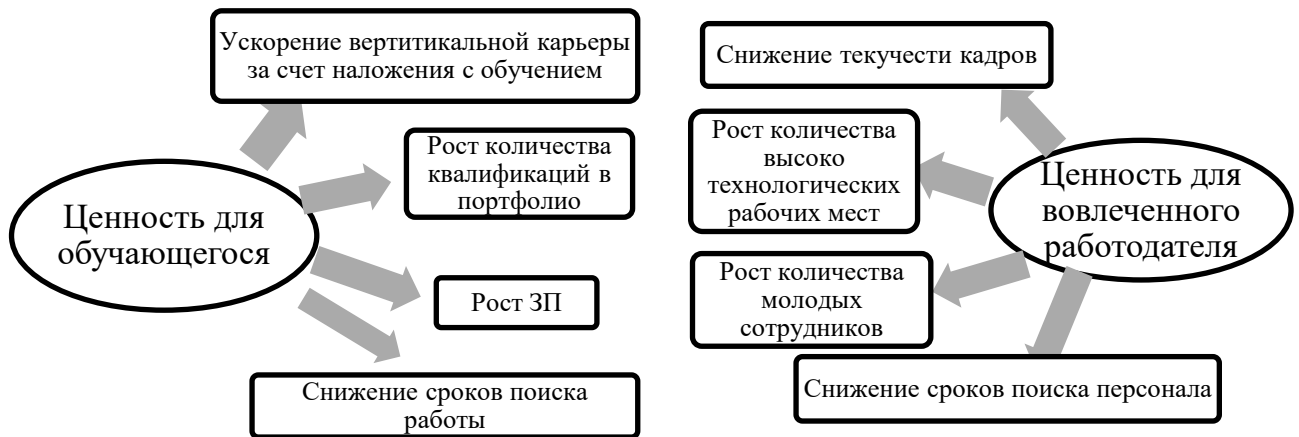 Ускорение вертитикальной карьеры
за счет наложения с обучением
Рост количества
квалификаций в
портфолио
Ценность для
обучающегося
Рост ЗП
Снижение сроков поиска
работы
Снижение текучести кадров
Рост количества
высоко
технологических
рабочих мест
Ценность для
вовлеченного
работодателя
Рост количества
молодых
сотрудников
Снижение сроков поиска персонала